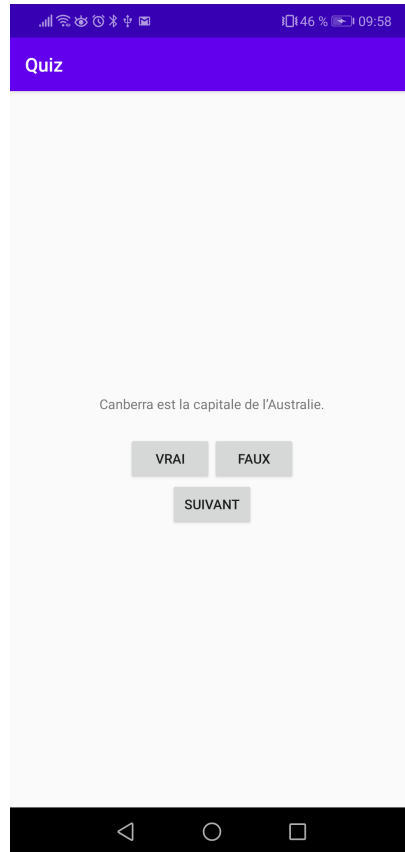 46 % 09:58
Quiz
Canberra est la capitale de l'Australie.
VRAI FAUX
SUIVANT